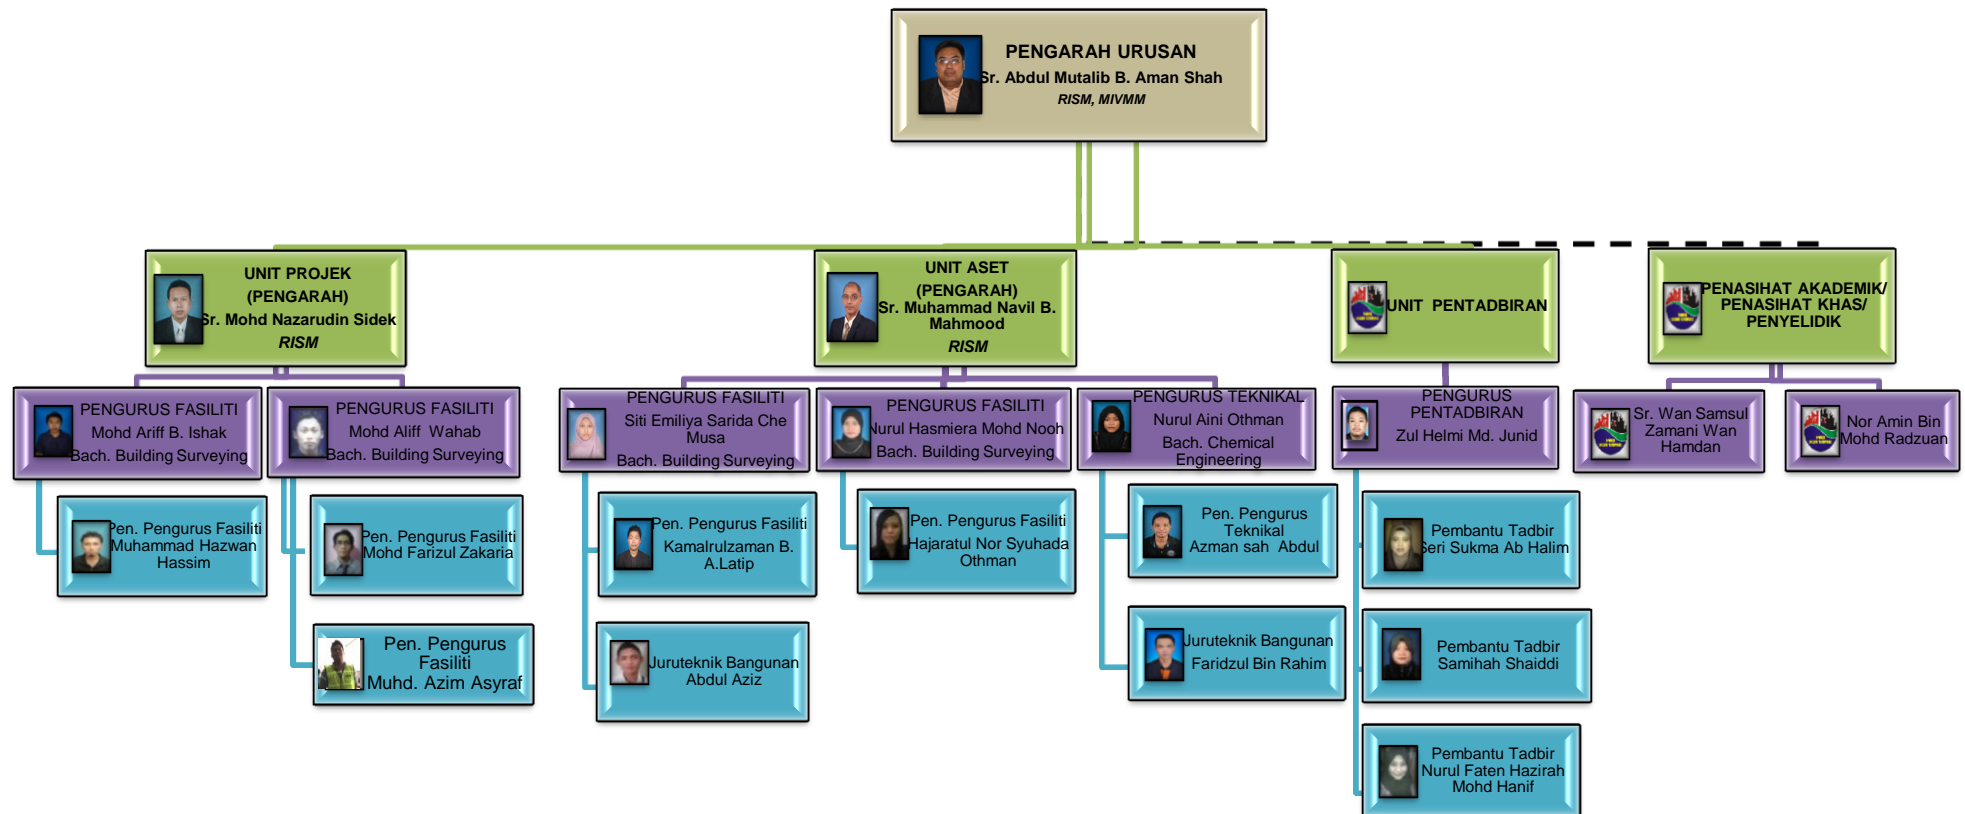 PENGARAH URUSAN
Sr. Abdul Mutalib B. Aman Shah
RISM, MIVMM
UNIT PROJEK
(PENGARAH)
Sr. Mohd Nazarudin Sidek
RISM
UNIT ASET
(PENGARAH)
Sr. Muhammad Navil B.
Mahmood
RISM
UNIT PENTADBIRAN
PENASIHAT AKADEMIK/
PENASIHAT KHAS/
PENYELIDIK
PENGURUS FASILITI
Mohd Ariff B. Ishak
Bach. Building Surveying
PENGURUS FASILITI
Mohd Aliff Wahab
Bach. Building Surveying
PENGURUS FASILITI
Siti Emiliya Sarida Che
Musa
Bach. Building Surveying
PENGURUS FASILITI
Nurul Hasmiera Mohd Nooh
Bach. Building Surveying
PENGURUS TEKNIKAL
Nurul Aini Othman
Bach. Chemical
Engineering
PENGURUS
PENTADBIRAN
Zul Helmi Md. Junid
Sr. Wan Samsul
Zamani Wan
Hamdan
Nor Amin Bin
Mohd Radzuan
Pen. Pengurus Fasiliti
Muhammad Hazwan
Hassim
Pen. Pengurus Fasiliti
Mohd Farizul Zakaria
Pen. Pengurus Fasiliti
Kamalrulzaman B.
A.Latip
Pen. Pengurus Fasiliti
Hajaratul Nor Syuhada
Othman
Pen. Pengurus
Teknikal
Azman sah Abdul
Pembantu Tadbir
Seri Sukma Ab Halim
Pen. Pengurus
Fasiliti
Muhd. Azim Asyraf
Juruteknik Bangunan
Abdul Aziz
Juruteknik Bangunan
Faridzul Bin Rahim
Pembantu Tadbir
Samihah Shaiddi
Pembantu Tadbir
Nurul Faten Hazirah
Mohd Hanif